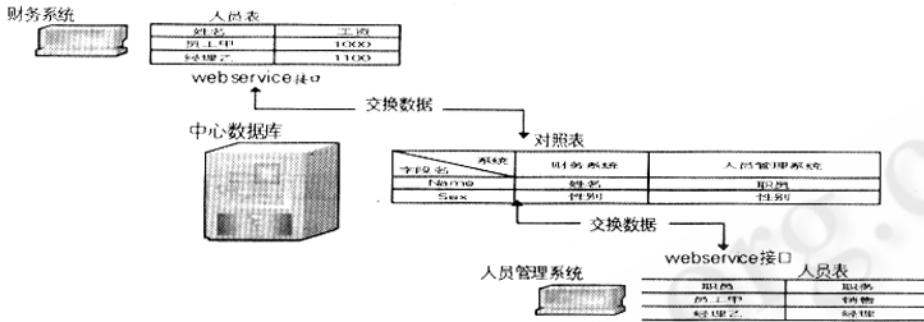 财务系统
人员表
姓名 工资
员工甲 1000
经理乙 1100
webservice接口
交换数据
中心数据库
对照表
系统 财务系统 人员管理系统
字段名
Name 姓名 职员
Sex 性别 性别
交换数据
webservice接口
人员管理系统
人员表
职员 职务
员工甲 销售
经理乙 经理